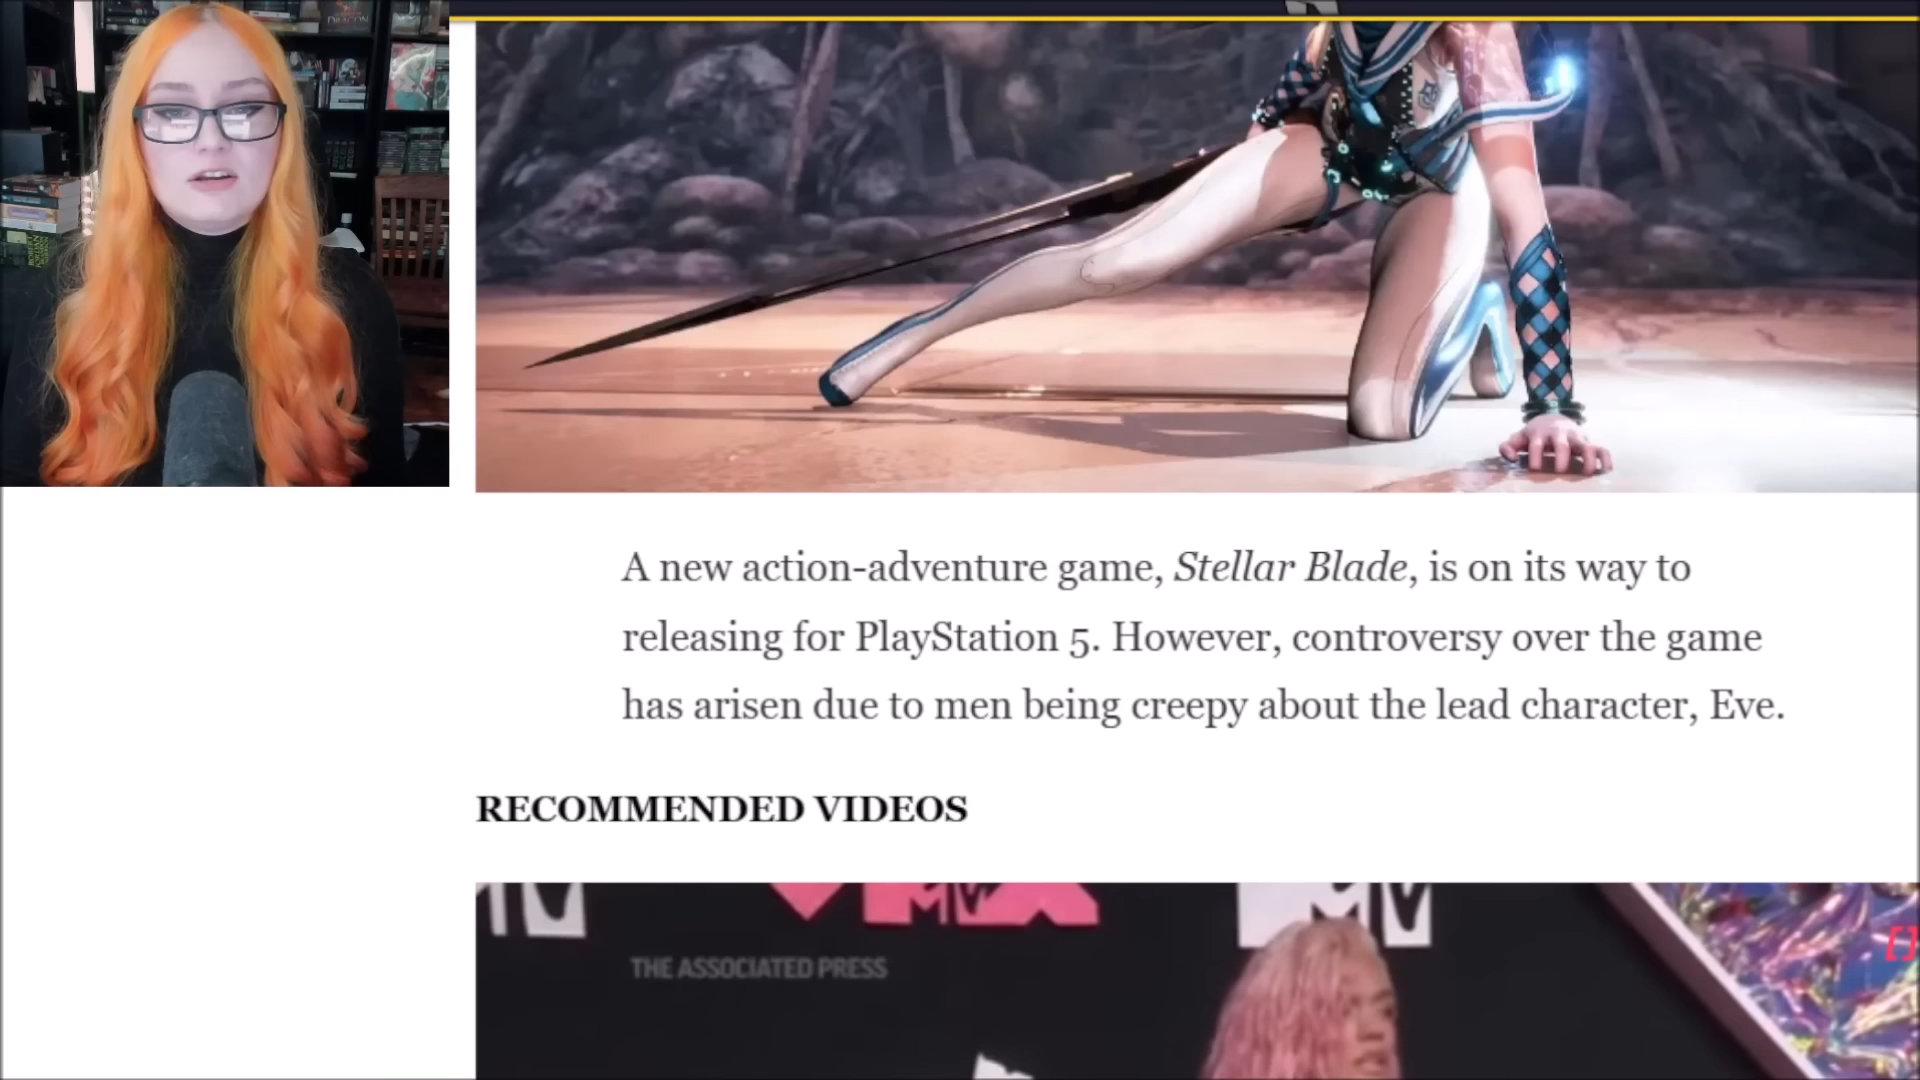 DRAGON
A new action-adventure game, Stellar Blade, is on its way to
releasing for PlayStation 5. However, controversy over the game
has arisen due to men being creepy about the lead character, Eve.
RECOMMENDED VIDEOS
THE ASSOCIATED PRESS